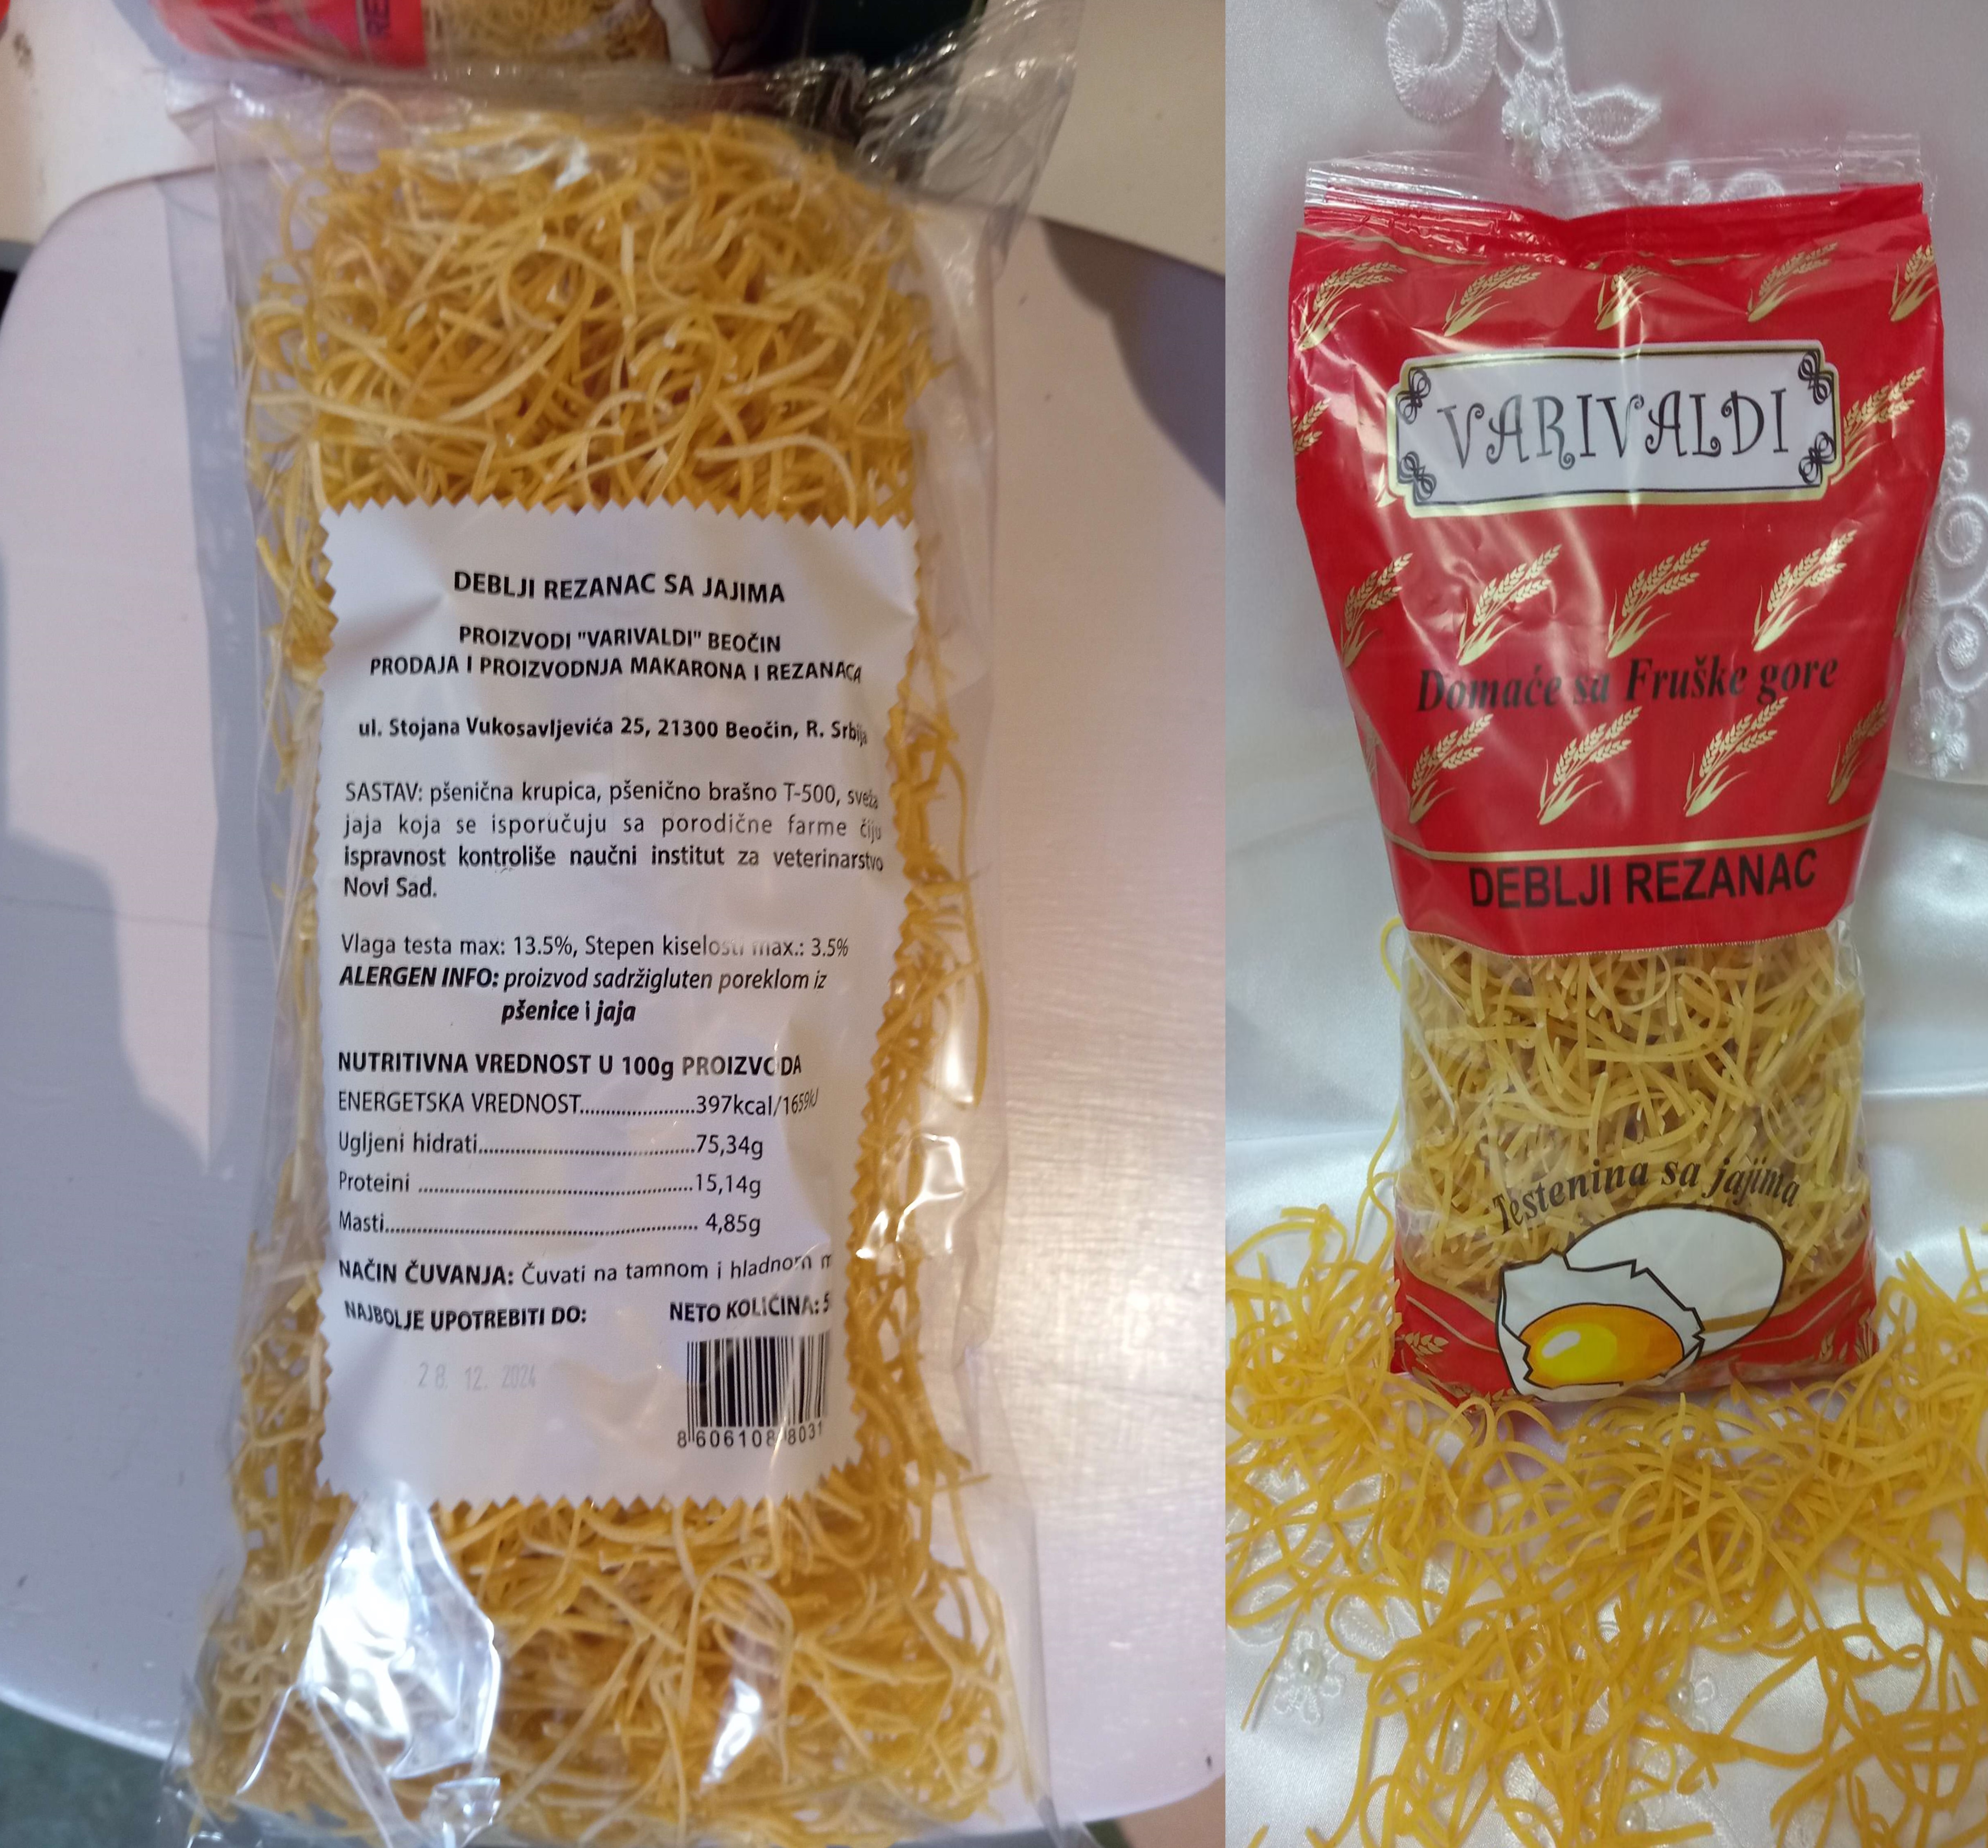 RE
DEBLJI REZANAC SA JAJIMA
PROIZVODI "VARIVALDI" BEOČIN
PRODAJA I PROIZVODNJA MAKARONA I REZANACA
ul. Stojana Vukosavljevića 25, 21300 Beočin, R. Srbija
SASTAV: pšenična krupica, pšenično brašno T-500, sveža
jaja koja se isporučuju sa porodične farme čiju
ispravnost kontroliše naučni institut za veterinarstvo
Novi Sad.
Vlaga testa max: 13.5%, Stepen kiselosti max.: 3.5%
ALERGEN INFO: proizvod sadržigluten poreklom iz
pšenice i jaja
NUTRITIVNA VREDNOST U 100g PROIZVODA
ENERGETSKA VREDNOST......................397kcal/1659kJ
Ugljeni hidrati..........................................75,34g
Proteini .....................................................15,14g
Masti............................................................ 4,85g
NAČIN ČUVANJA: Čuvati na tamnom i hladnom m
NAJBOLJE UPOTREBITI DO: NETO KOLIČINA: 5
28. 12. 2024
8 606108 8031
VARIVALDI
Domaće sa Fruške gore
DEBLJI REZANAC
Testenina sa jajima